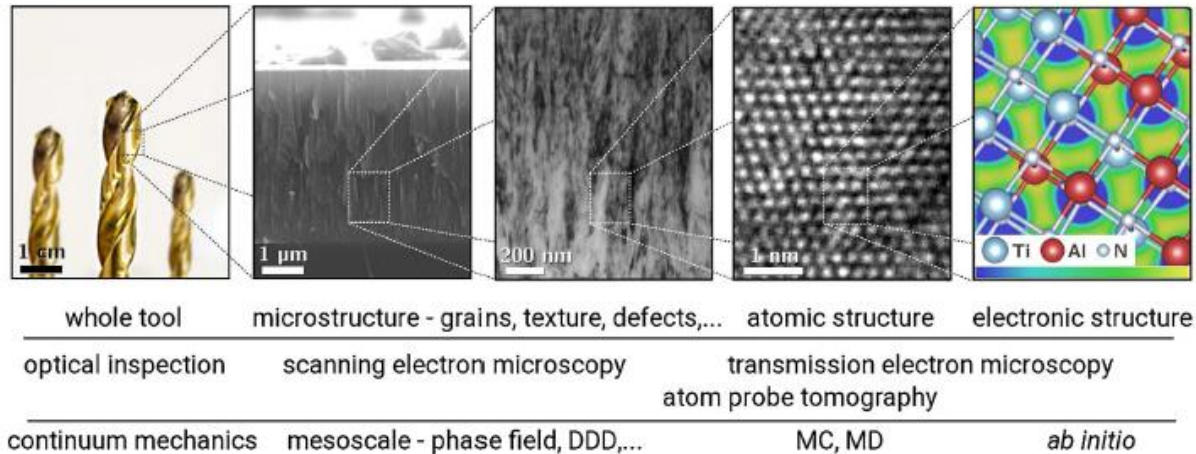 1 cm
1 µm
200 nm
1 nm
Ti Al N
whole tool microstructure - grains, texture, defects,... atomic structure electronic structure
optical inspection scanning electron microscopy transmission electron microscopy
atom probe tomography
continuum mechanics mesoscale - phase field, DDD,... MC, MD ab initio